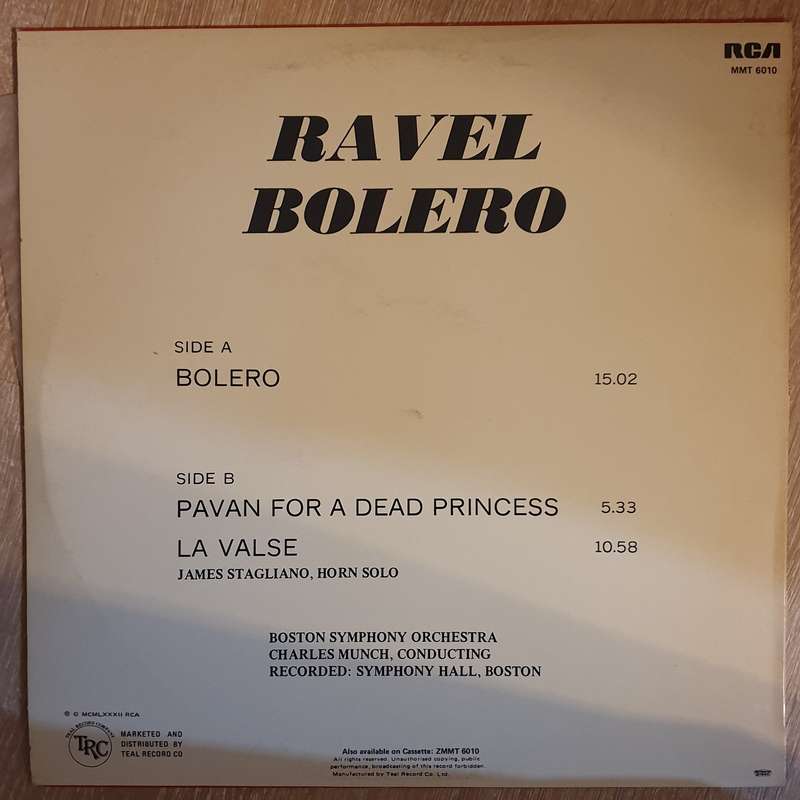 RCA
MMT 6010
RAVEL
BOLERO
SIDE A
BOLERO 15.02
SIDE B
PAVAN FOR A DEAD PRINCESS 5.33
LA VALSE 10.58
JAMES STAGLIANO, HORN SOLO
BOSTON SYMPHONY ORCHESTRA
CHARLES MUNCH, CONDUCTING
RECORDED: SYMPHONY HALL, BOSTON
℗ © MCMLXXXII RCA
TEAL RECORD COMPANY
TRC
MARKETED AND
DISTRIBUTED BY
TEAL RECORD CO
Also available on Cassette: ZMMT 6010
All rights reserved. Unauthorised copying, public
performance, broadcasting of this record forbidden.
Manufactured by Teal Record Co. Ltd.